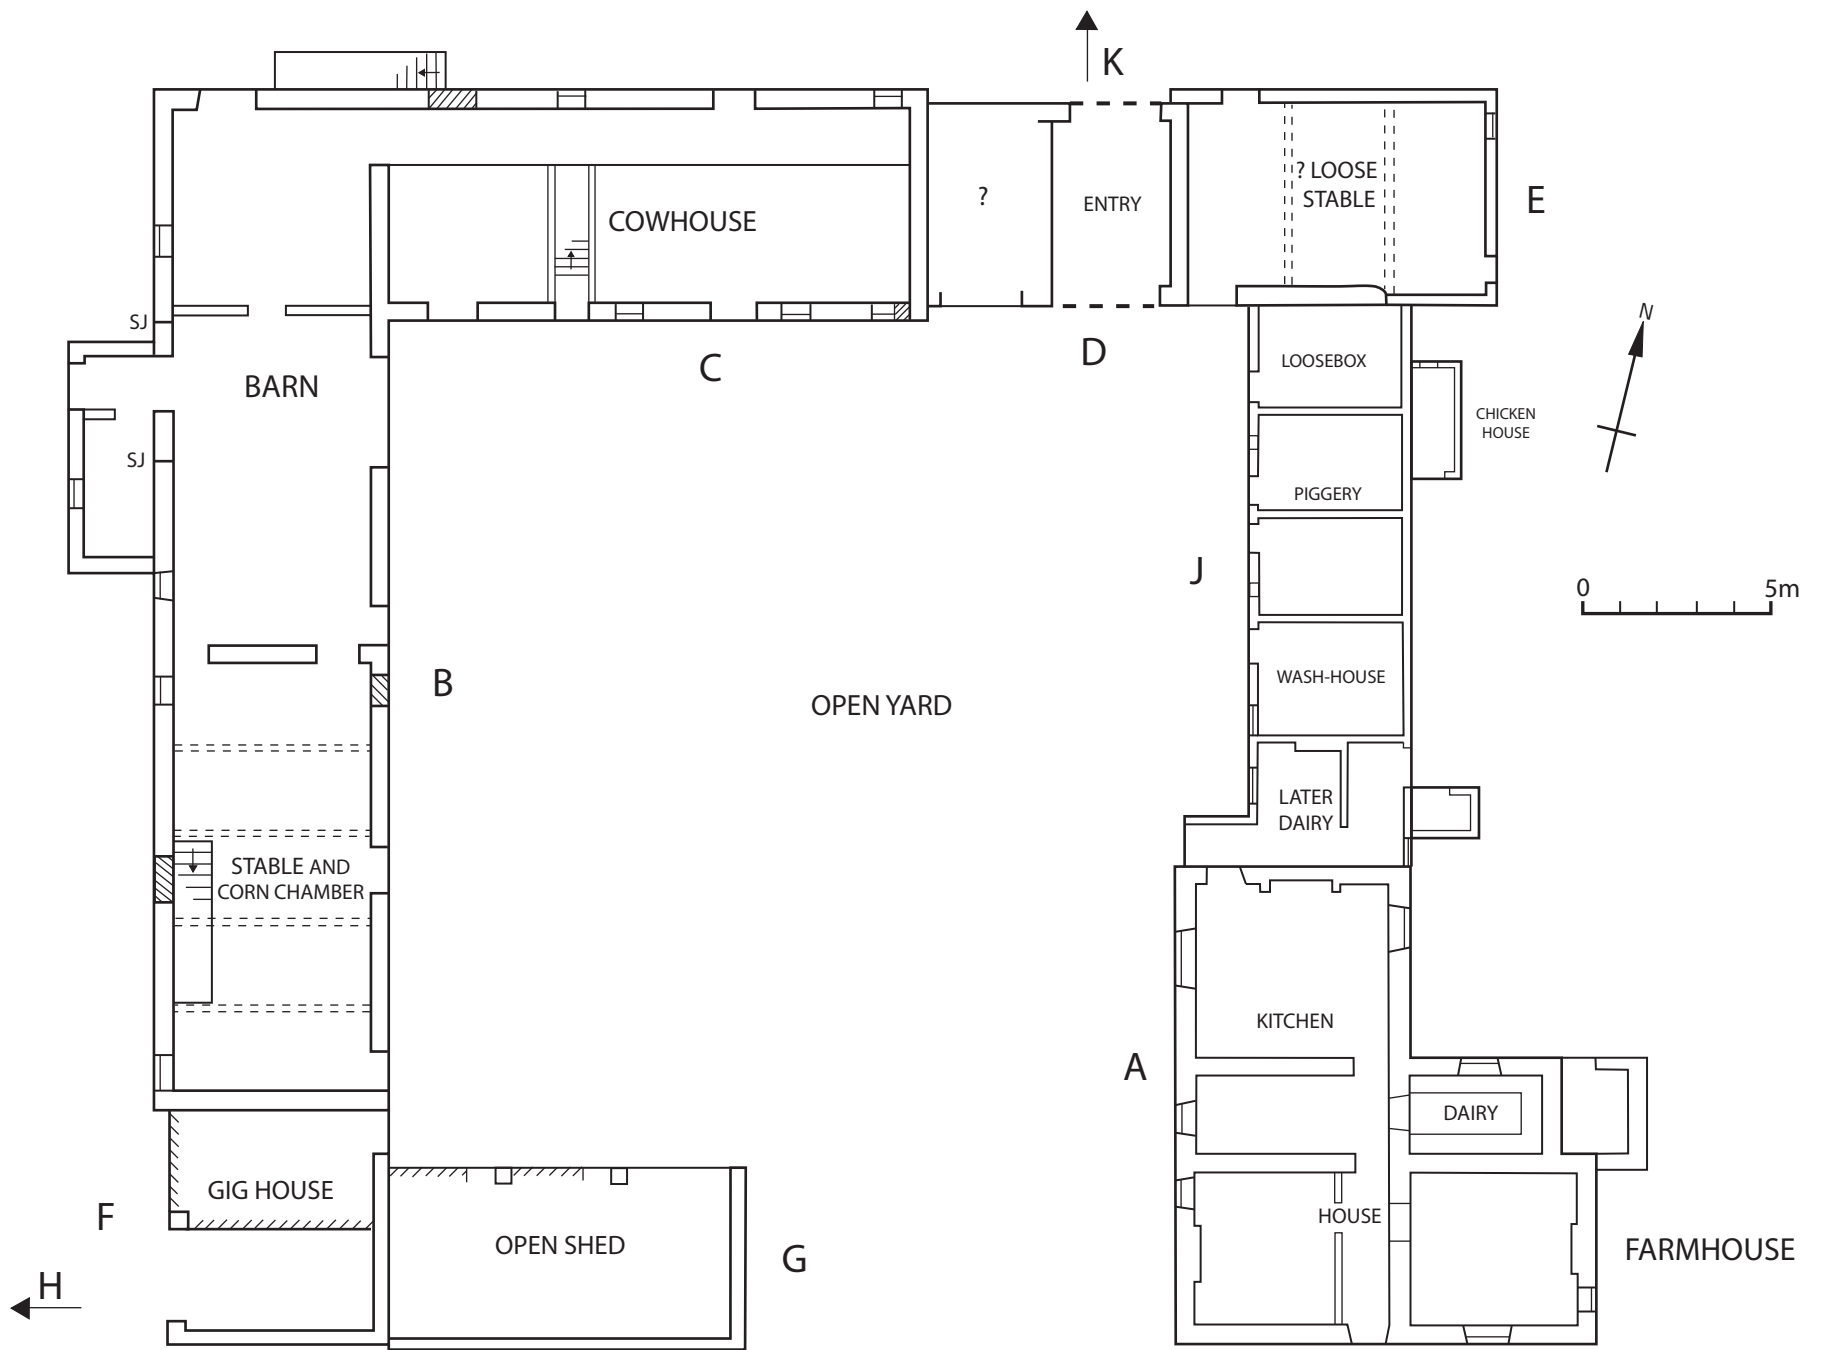 K
? LOOSE
STABLE
E
?
ENTRY
COWHOUSE
N
SJ
D
C
LOOSEBOX
BARN
CHICKEN
HOUSE
SJ
PIGGERY
J
0 5m
B
WASH-HOUSE
OPEN YARD
LATER
DAIRY
STABLE AND
CORN CHAMBER
KITCHEN
A
DAIRY
GIG HOUSE
F
HOUSE
OPEN SHED
G
FARMHOUSE
H